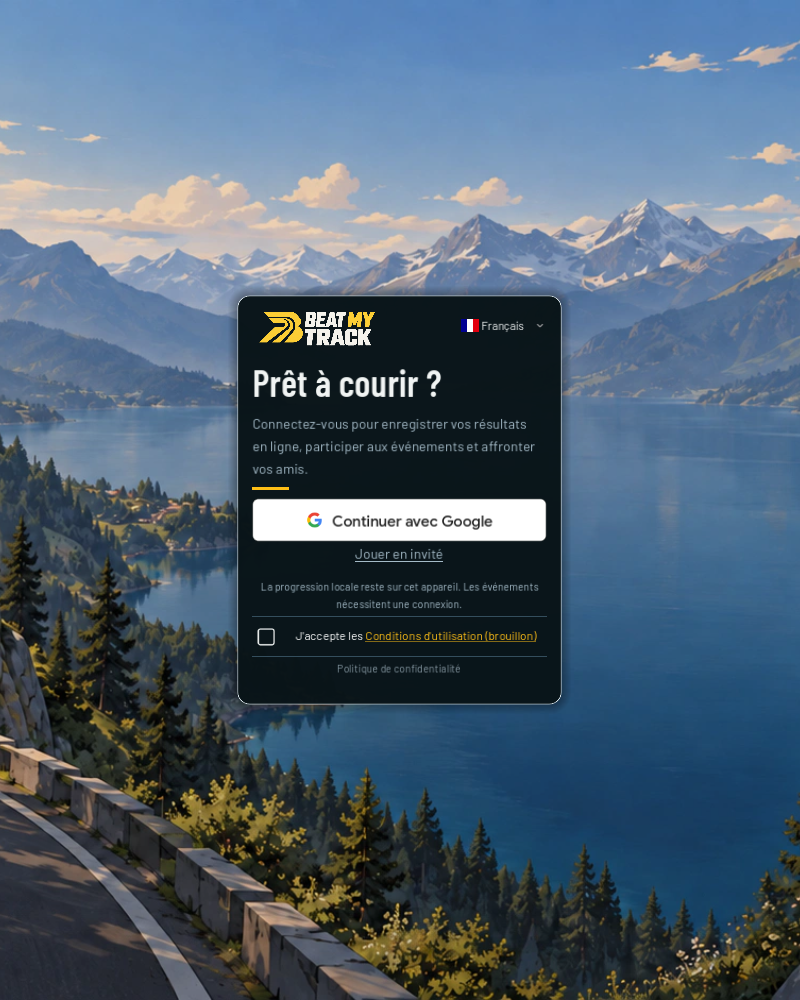 BEAT MY
TRACK
Français
Prêt à courir ?
Connectez-vous pour enregistrer vos résultats
en ligne, participer aux événements et affronter
vos amis.
Continuer avec Google
Jouer en invité
La progression locale reste sur cet appareil. Les événements
nécessitent une connexion.
J'accepte les Conditions d'utilisation (brouillon)
Politique de confidentialité